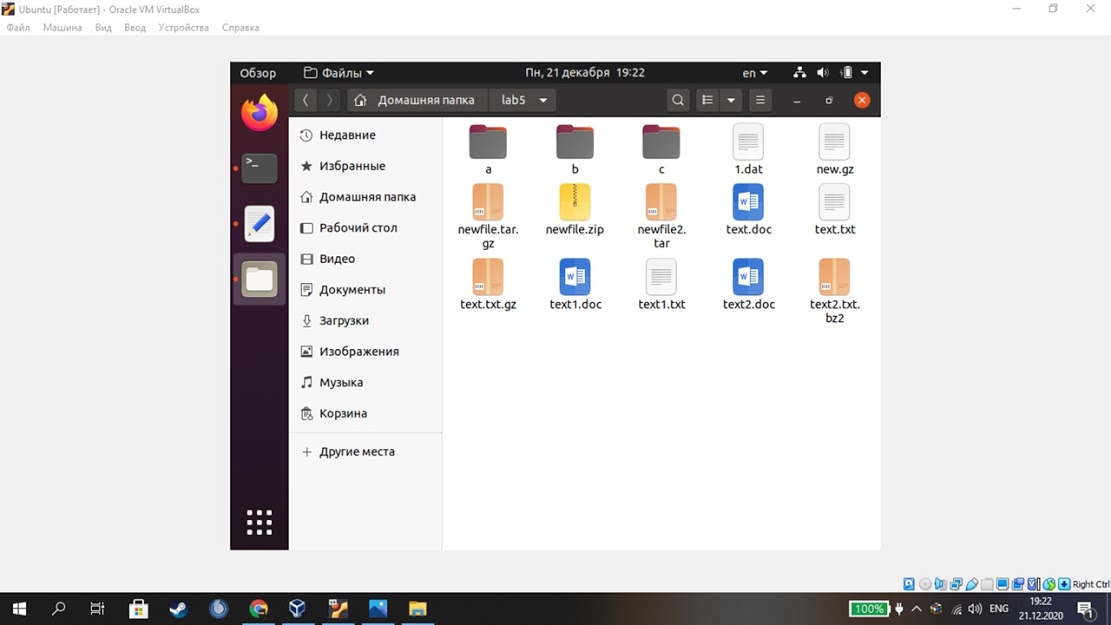 Ubuntu [Работает] - Oracle VM VirtualBox
Файл Машина Вид Ввод Устройства Справка
Обзор Файлы Пн, 21 декабря 19:22 en
Домашняя папка lab5
Недавние
Избранные
Домашняя папка
Рабочий стол
Видео
Документы
Загрузки
Изображения
Музыка
Корзина
Другие места
a b c 1.dat new.gz
newfile.tar.gz newfile.zip newfile2.tar text.doc text.txt
text.txt.gz text1.doc text1.txt text2.doc text2.txt.bz2
Right Ctrl
100% ENG 19:22
21.12.2020
1